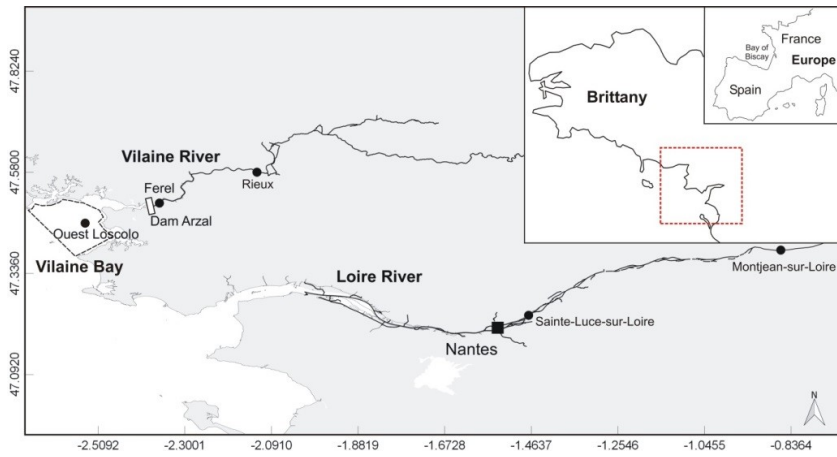 47.8240
47.5800
47.3360
47.0920
Brittany
Bay of
Biscay
France
Europe
Spain
Vilaine River
Ferel
Rieux
Dam Arzal
Ouest Loscolo
Vilaine Bay
Loire River
Montjean-sur-Loire
Sainte-Luce-sur-Loire
Nantes
N
-2.5092
-2.3001
-2.0910
-1.8819
-1.6728
-1.4637
-1.2546
-1.0455
-0.8364